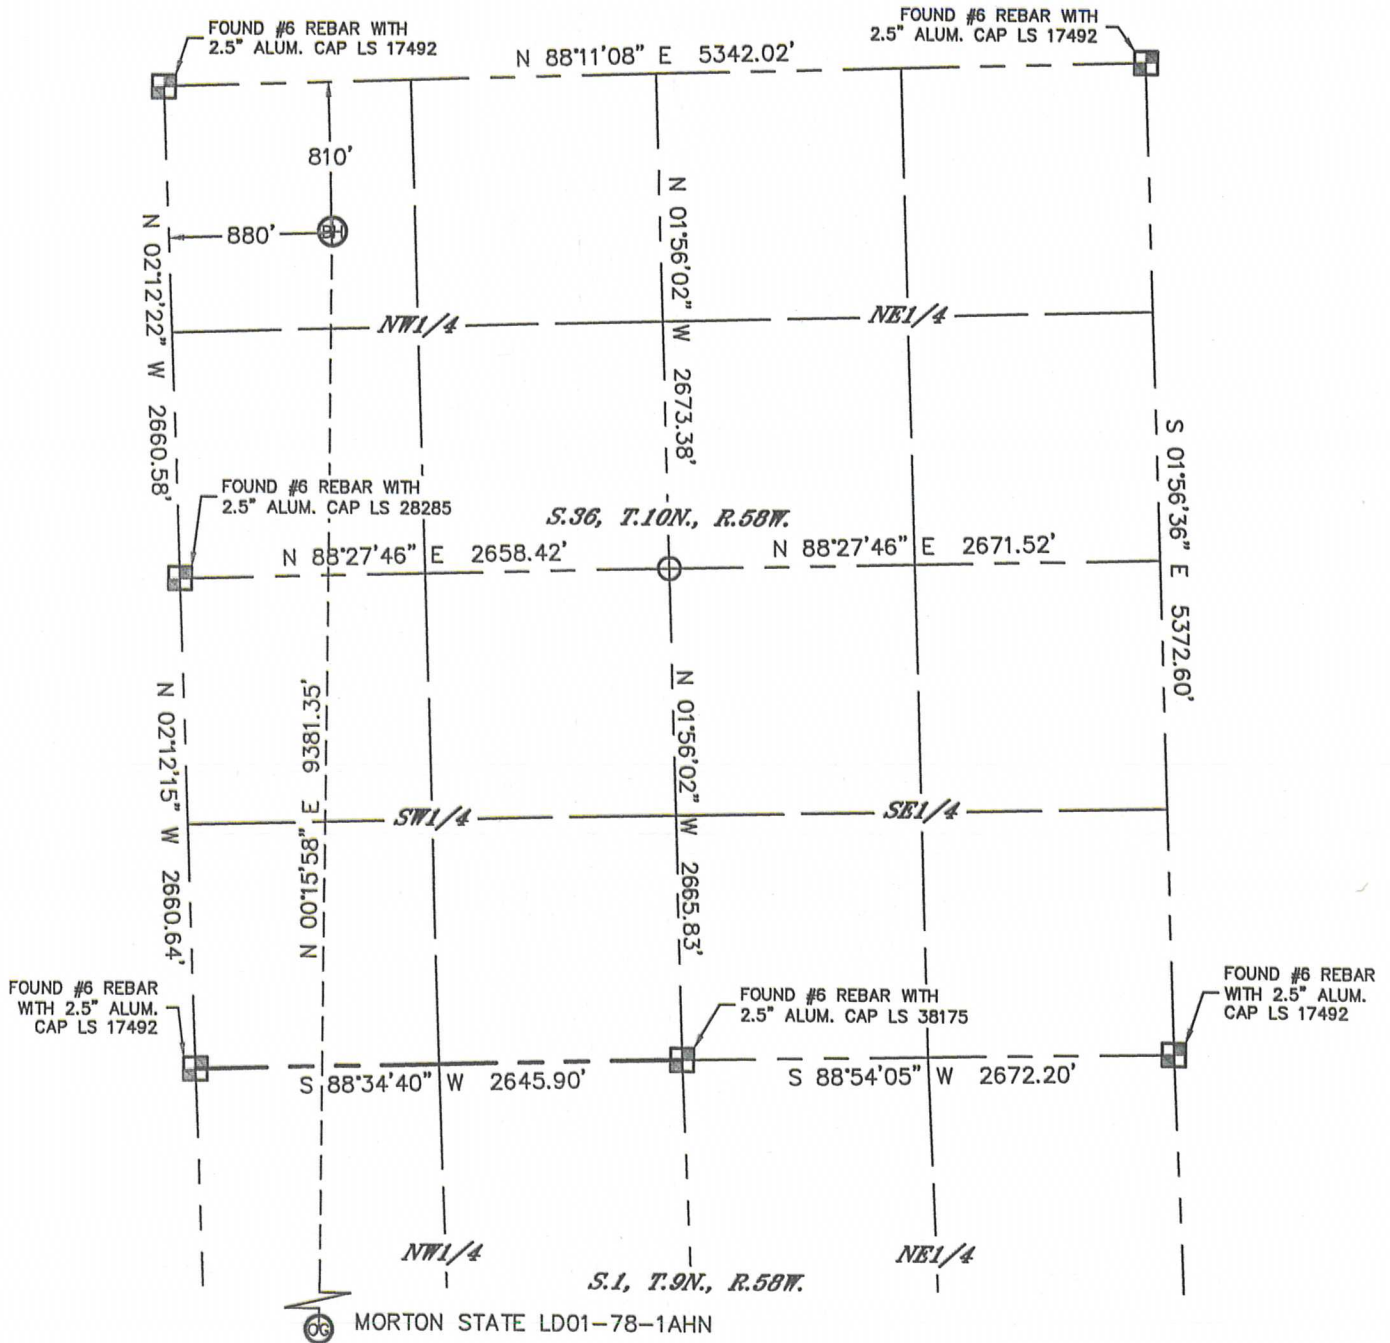 FOUND #6 REBAR WITH
2.5" ALUM. CAP LS 17492
FOUND #6 REBAR WITH
2.5" ALUM. CAP LS 17492
N 88°11'08" E 5342.02'
810'
880'
BH
N 02°12'22" W 2660.58'
N 01°56'02" W 2673.38'
NW1/4
NE1/4
S 01°56'36" E 5372.60'
FOUND #6 REBAR WITH
2.5" ALUM. CAP LS 28285
S.36, T.10N., R.58W.
N 88°27'46" E 2658.42'
N 88°27'46" E 2671.52'
N 02°12'15" W 2660.64'
N 00°15'58" E 9381.35'
N 01°56'02" W 2665.83'
SW1/4
SE1/4
FOUND #6 REBAR
WITH 2.5" ALUM.
CAP LS 17492
FOUND #6 REBAR WITH
2.5" ALUM. CAP LS 38175
FOUND #6 REBAR
WITH 2.5" ALUM.
CAP LS 17492
S 88°34'40" W 2645.90'
S 88°54'05" W 2672.20'
NW1/4
NE1/4
S.1, T.9N., R.58W.
OG MORTON STATE LD01-78-1AHN